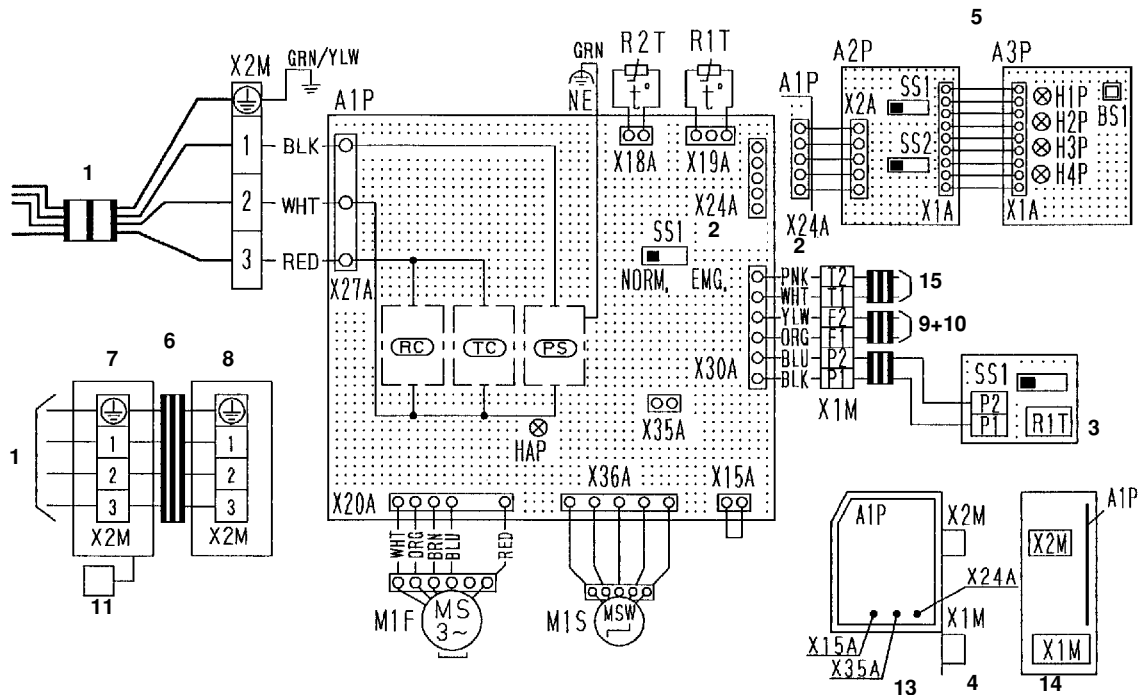 5
X2M
GRN/YLW
A1P
GRN
NE
R2T
R1T
t°
t°
X18A
X19A
X24A
2
A1P
X24A
2
A2P
X2A
SS1
SS2
X1A
A3P
H1P
H2P
H3P
H4P
BS1
X1A
1
1
2
3
BLK
WHT
RED
X27A
RC
TC
PS
HAP
SS1
NORM. EMG.
X35A
X30A
PNK T2
WHT T1
YLW F2
ORG F1
BLU P2
BLK P1
X1M
15
9+10
SS1
P2
P1
R1T
3
6
7
8
1
1
2
3
X2M
1
2
3
X2M
11
X20A
WHT
ORG
BRN
BLU
RED
M1F
MS
3~
X36A
M1S
MSW
X15A
A1P
X2M
X24A
X1M
X15A
X35A
13
4
A1P
X2M
X1M
14